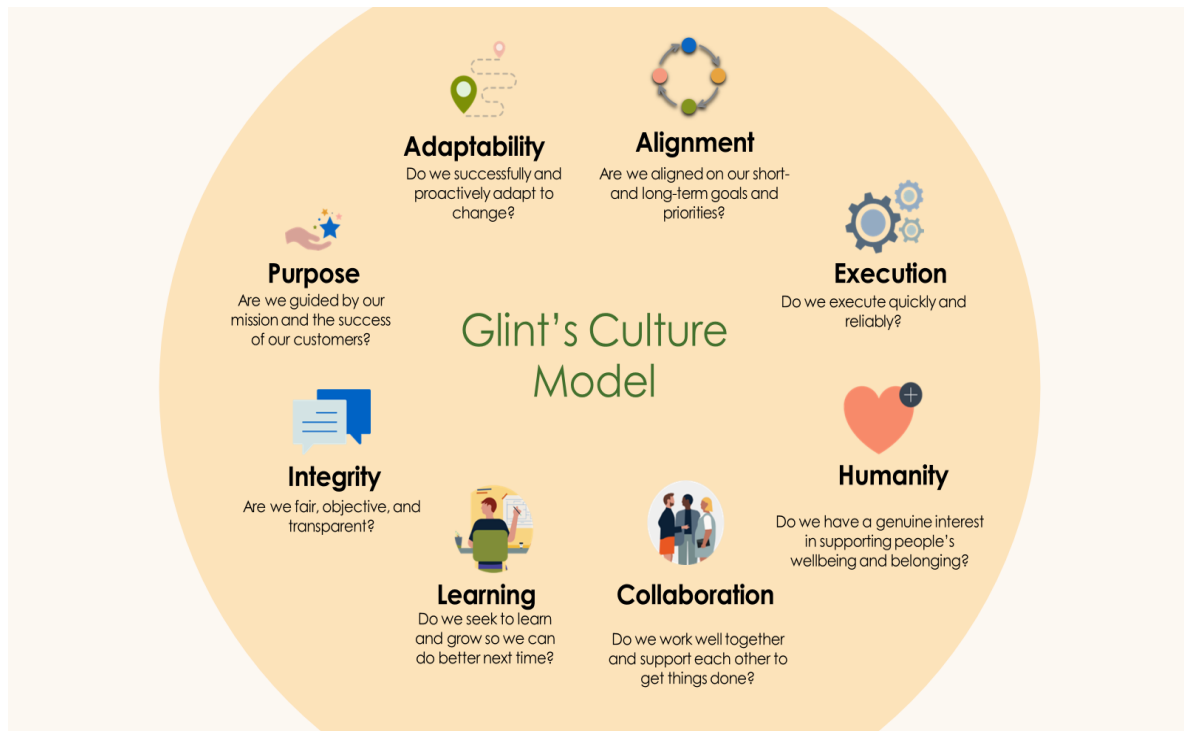 Adaptability
Do we successfully and
proactively adapt to
change?
Alignment
Are we aligned on our short-
and long-term goals and
priorities?
Execution
Do we execute quickly and
reliably?
Purpose
Are we guided by our
mission and the success
of our customers?
Glint's Culture
Model
Integrity
Are we fair, objective, and
transparent?
Humanity
Do we have a genuine interest
in supporting people's
wellbeing and belonging?
Learning
Do we seek to learn
and grow so we can
do better next time?
Collaboration
Do we work well together
and support each other to
get things done?